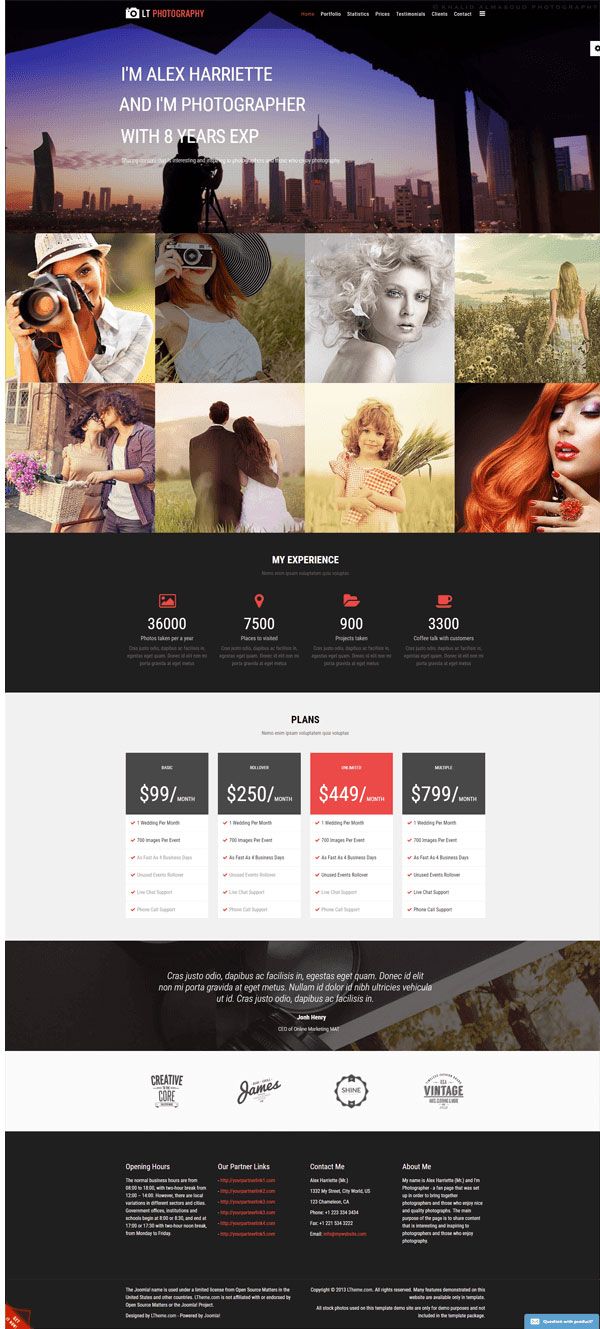 © KHALID ALMASOUD PHOTOGRAPHY
LT PHOTOGRAPHY
Home Portfolio Statistics Prices Testimonials Clients Contact
I'M ALEX HARRIETTE
AND I'M PHOTOGRAPHER
WITH 8 YEARS EXP
Sharing content that is interesting and inspiring to photographers and those who enjoy photography.
MY EXPERIENCE
Nemo enim ipsam voluptatem quia voluptas
36000
Photos taken per a year
Cras justo odio, dapibus ac facilisis in,
egestas eget quam. Donec id elit non mi
porta gravida at eget metus
7500
Places to visited
Cras justo odio, dapibus ac facilisis in,
egestas eget quam. Donec id elit non mi
porta gravida at eget metus
900
Projects taken
Cras justo odio, dapibus ac facilisis in,
egestas eget quam. Donec id elit non mi
porta gravida at eget metus
3300
Coffee talk with customers
Cras justo odio, dapibus ac facilisis in,
egestas eget quam. Donec id elit non mi
porta gravida at eget metus
PLANS
Nemo enim ipsam voluptatem quia voluptas
BASIC
$99/MONTH
1 Wedding Per Month
700 Images Per Event
As Fast As 4 Business Days
Unused Events Rollover
Live Chat Support
Phone Call Support
ROLLOVER
$250/MONTH
1 Wedding Per Month
700 Images Per Event
As Fast As 4 Business Days
Unused Events Rollover
Live Chat Support
Phone Call Support
UNLIMITED
$449/MONTH
1 Wedding Per Month
700 Images Per Event
As Fast As 4 Business Days
Unused Events Rollover
Live Chat Support
Phone Call Support
MULTIPLE
$799/MONTH
1 Wedding Per Month
700 Images Per Event
As Fast As 4 Business Days
Unused Events Rollover
Live Chat Support
Phone Call Support
Cras justo odio, dapibus ac facilisis in, egestas eget quam. Donec id elit
non mi porta gravida at eget metus. Nullam id dolor id nibh ultricies vehicula
ut id. Cras justo odio, dapibus ac facilisis in.
Jonh Henry
CEO of Online Marketing MAT
CREATIVE
TO THE
CORE
James
SHINE
TIMELESS FASHION BRAND
USA
VINTAGE
Opening Hours
The normal business hours are from
08:00 to 18:00, with two-hour break from
12:00 – 14:00. However, there are local
variations in different sectors and cities.
Government offices, institutions and
schools begin at 8:00 or 8:30, and end at
17:00 or 17:30 with two-hour noon break,
from Monday to Friday.
Our Partner Links
- http://yourpartnerlink1.com
- http://yourpartnerlink2.com
- http://yourpartnerlink3.com
- http://yourpartnerlink3.com
- http://yourpartnerlink4.com
- http://yourpartnerlink5.com
Contact Me
Alex Harriette (Mr.)
1332 My Street, City World, US
123 Chameleon, CA
Phone: +1 223 334 3434
Fax: +1 221 534 3222
Email: info@mywebsite.com
About Me
My name is Alex Harriette (Mr.) and I'm
Photographer - a fan page that was set
up in order to bring together
photographers and those who enjoy nice
and quality photographs. The main
purpose of the page is to share content
that is interesting and inspiring to
photographers and those who enjoy
photography.
The Joomla! name is used under a limited license from Open Source Matters in the
United States and other countries. LTheme.com is not affiliated with or endorsed by
Open Source Matters or the Joomla! Project.
Designed by LTheme.com - Powered by Joomla!
Copyright © 2013 LTheme.com. All rights reserved. Many features demonstrated on this
website are available only in template.
All stock photos used on this template demo site are only for demo purposes and not
included in the template package.
Question with product?